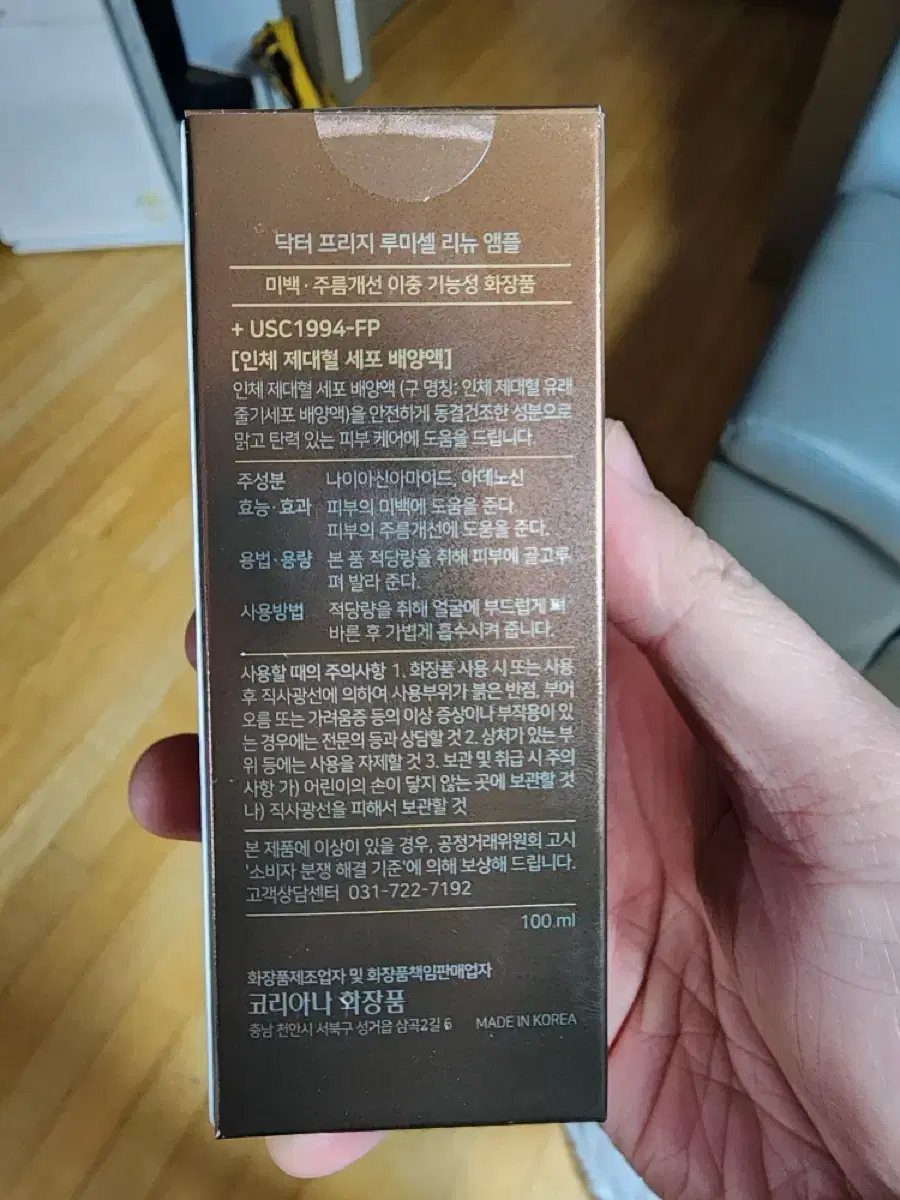 닥터 프리지 루미셀 리뉴 앰플
미백·주름개선 이중 기능성 화장품
+ USC1994-FP
[인체 제대혈 세포 배양액]
인체 제대혈 세포 배양액 (구 명칭: 인체 제대혈 유래
줄기세포 배양액)을 안전하게 동결건조한 성분으로
맑고 탄력 있는 피부 케어에 도움을 드립니다.
주성분 나이아신아마이드, 아데노신
효능·효과 피부의 미백에 도움을 준다.
피부의 주름개선에 도움을 준다.
용법·용량 본 품 적당량을 취해 피부에 골고루
펴 발라 준다.
사용방법 적당량을 취해 얼굴에 부드럽게 펴
바른 후 가볍게 흡수시켜 줍니다.
사용할 때의 주의사항 1. 화장품 사용 시 또는 사용
후 직사광선에 의하여 사용부위가 붉은 반점, 부어
오름 또는 가려움증 등의 이상 증상이나 부작용이 있
는 경우에는 전문의 등과 상담할 것 2. 상처가 있는 부
위 등에는 사용을 자제할 것 3. 보관 및 취급 시 주의
사항 가) 어린이의 손이 닿지 않는 곳에 보관할 것
나) 직사광선을 피해서 보관할 것
본 제품에 이상이 있을 경우, 공정거래위원회 고시
'소비자 분쟁 해결 기준'에 의해 보상해 드립니다.
고객상담센터 031-722-7192
100 ml
화장품제조업자 및 화장품책임판매업자
코리아나 화장품
충남 천안시 서북구 성거읍 삼곡2길 6 MADE IN KOREA